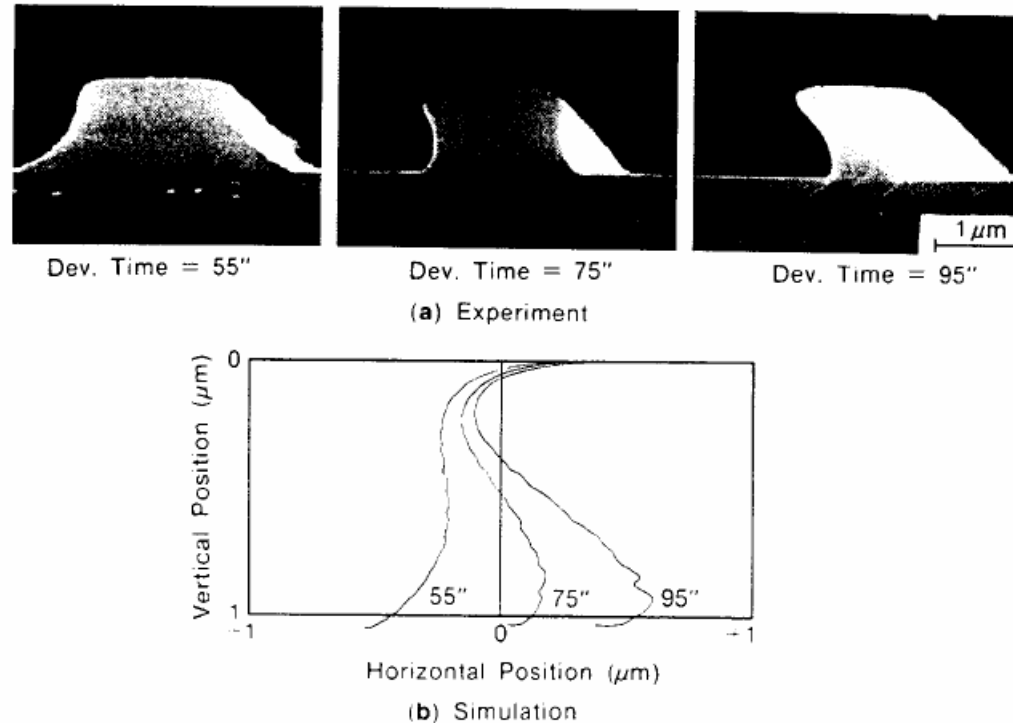 1 μm
Dev. Time = 55" Dev. Time = 75" Dev. Time = 95"
(a) Experiment
Vertical Position (μm)
0
55" 75" 95"
1
-1 0 +1
Horizontal Position (μm)
(b) Simulation